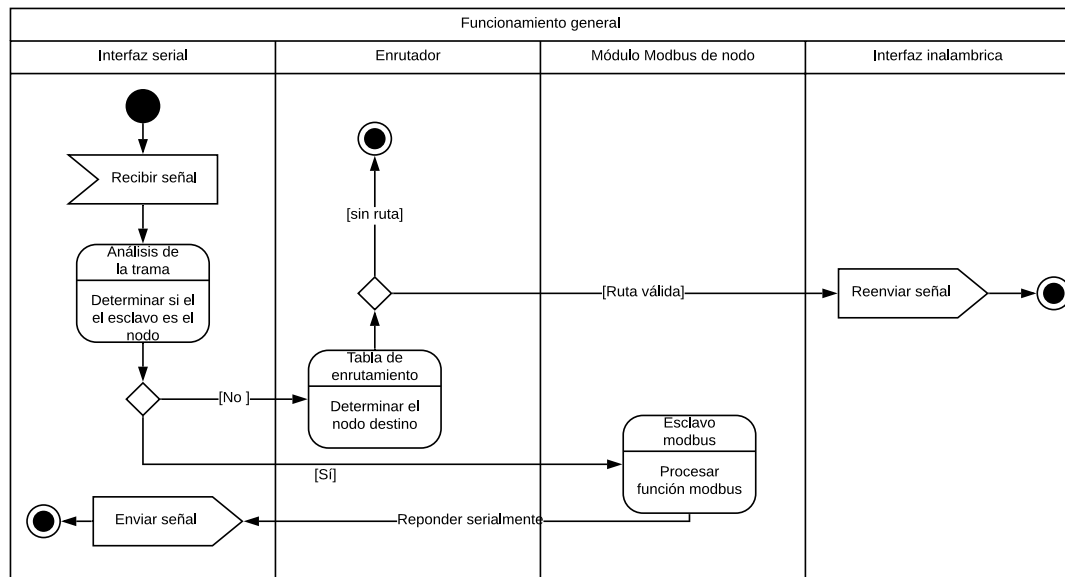 Funcionamiento general
Interfaz serial
Enrutador
Módulo Modbus de nodo
Interfaz inalambrica
Recibir señal
[sin ruta]
Análisis de
la trama
Determinar si el
el esclavo es el
nodo
[Ruta válida]
Reenviar señal
Tabla de
enrutamiento
Determinar el
nodo destino
[No ]
Esclavo
modbus
Procesar
función modbus
[Sí]
Enviar señal
Reponder serialmente